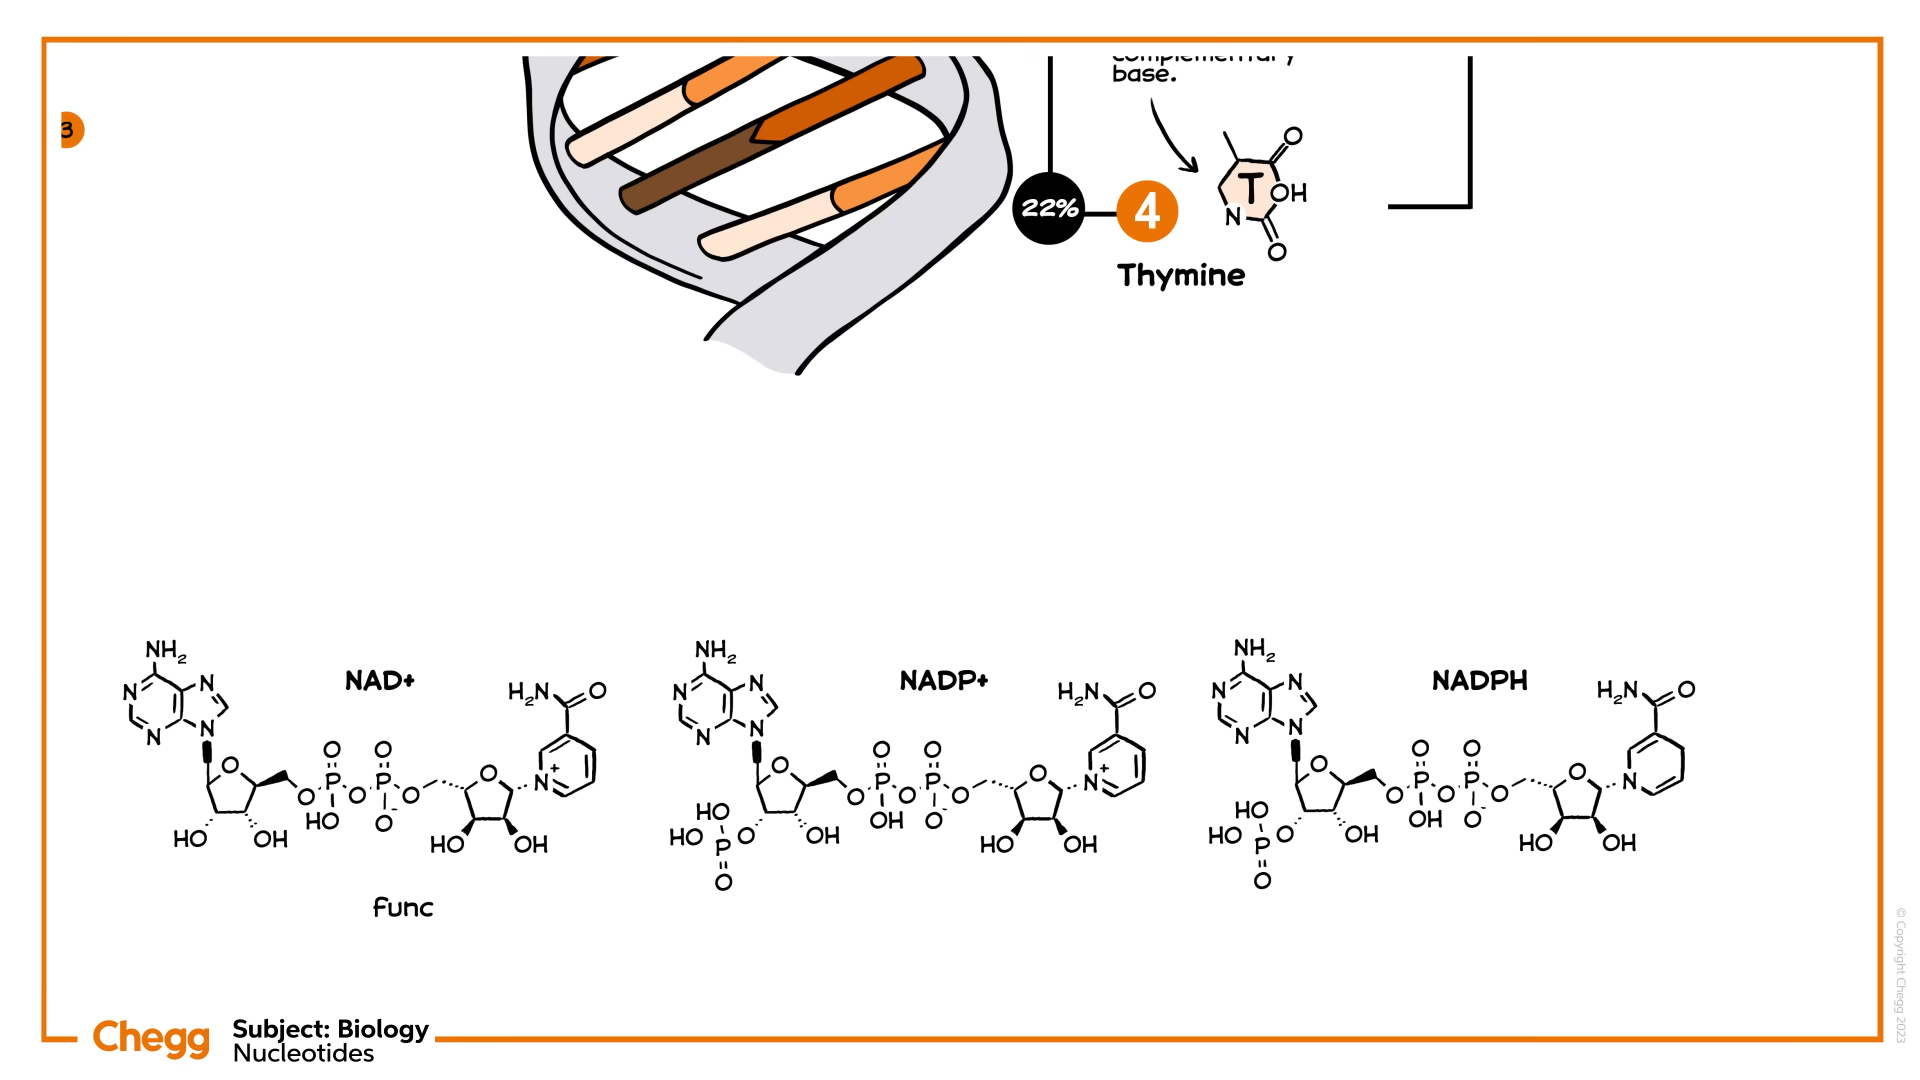 complementary
base.
3
T
O
OH
N
O
22%
4
Thymine
NAD+
NH2
N
N
N
N
O
O
O
O
P
O
P
O
O
HO
O-
HO
OH
H2N
O
N+
HO
OH
func
NADP+
NH2
N
N
N
N
O
O
O
O
P
O
P
O
O
OH
O-
HO
HO
P
O
O
OH
H2N
O
N+
HO
OH
NADPH
NH2
N
N
N
N
O
O
O
O
P
O
P
O
O
OH
O-
HO
HO
P
O
O
OH
H2N
O
N
HO
OH
Chegg
Subject: Biology
Nucleotides
© Copyright Chegg 2023